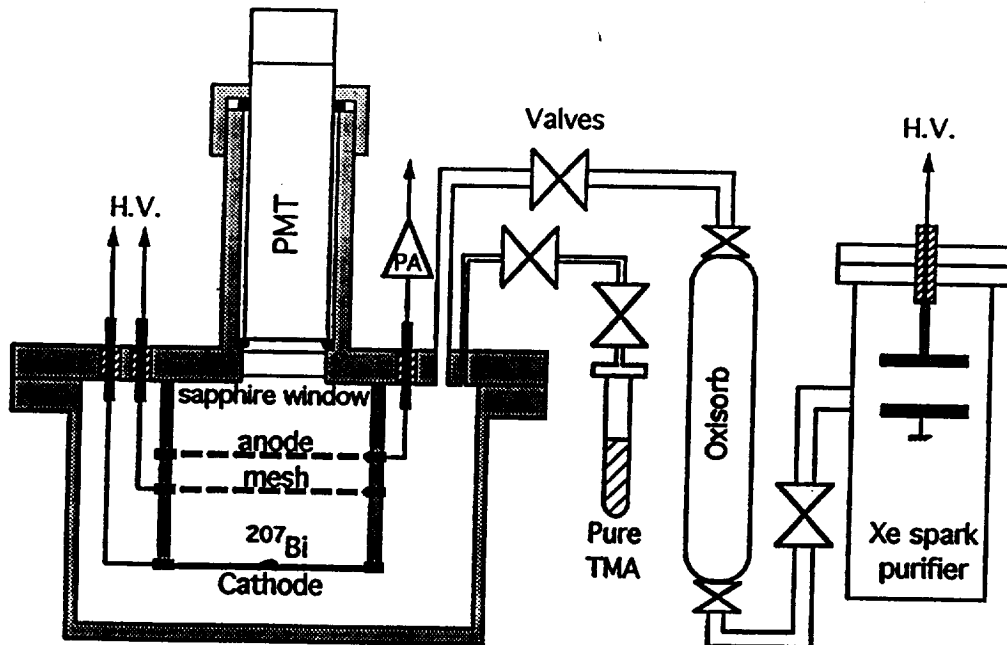 Valves
H.V.
H.V.
PMT
PA
sapphire window
anode
mesh
²⁰⁷Bi
Cathode
Pure
TMA
Oxisorb
Xe spark
purifier